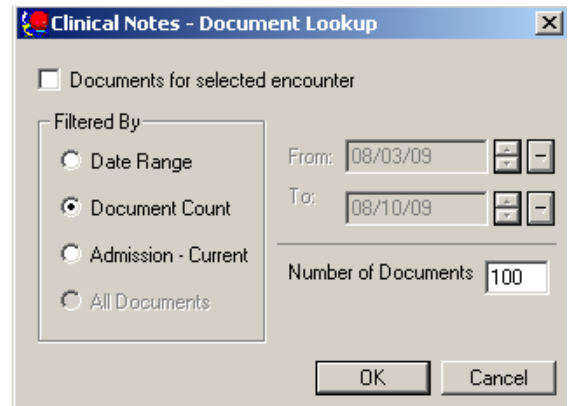 Clinical Notes - Document Lookup
Documents for selected encounter
Filtered By
Date Range
Document Count
Admission - Current
All Documents
From: 08/03/09
To: 08/10/09
Number of Documents 100
OK Cancel